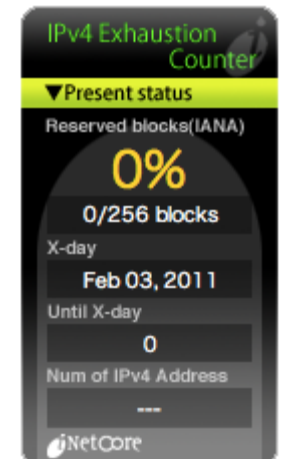 IPv4 Exhaustion
Counter
▼Present status
Reserved blocks(IANA)
0%
0/256 blocks
X-day
Feb 03, 2011
Until X-day
0
Num of IPv4 Address
---
iNetCore